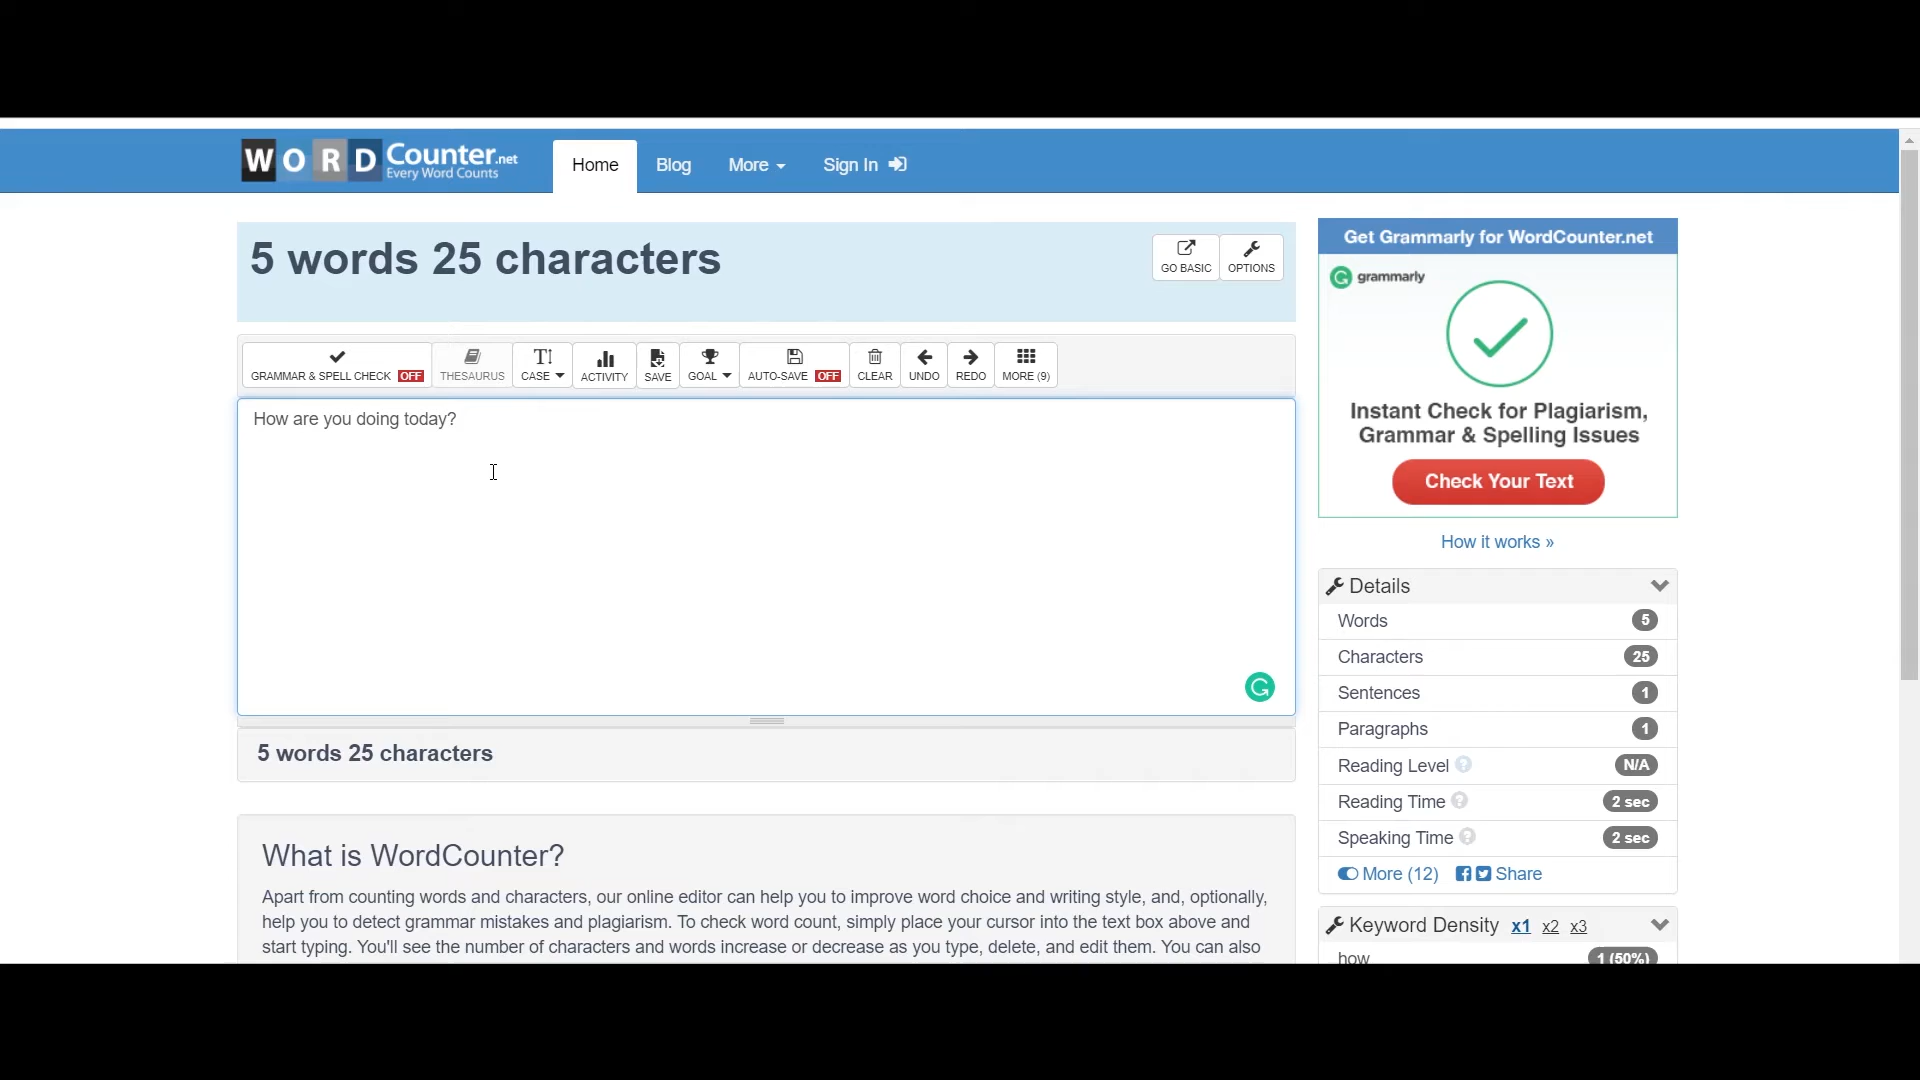 WORD Counter.net
Every Word Counts
Home
Blog
More
Sign In
5 words 25 characters
GO BASIC
OPTIONS
GRAMMAR & SPELL CHECK OFF
THESAURUS
CASE
ACTIVITY
SAVE
GOAL
AUTO-SAVE OFF
CLEAR
UNDO
REDO
MORE (9)
How are you doing today?
5 words 25 characters
What is WordCounter?
Apart from counting words and characters, our online editor can help you to improve word choice and writing style, and, optionally,
help you to detect grammar mistakes and plagiarism. To check word count, simply place your cursor into the text box above and
start typing. You'll see the number of characters and words increase or decrease as you type, delete, and edit them. You can also
Get Grammarly for WordCounter.net
grammarly
Instant Check for Plagiarism,
Grammar & Spelling Issues
Check Your Text
How it works »
Details
Words 5
Characters 25
Sentences 1
Paragraphs 1
Reading Level ? N/A
Reading Time ? 2 sec
Speaking Time ? 2 sec
More (12) Share
Keyword Density x1 x2 x3
how 1 (50%)